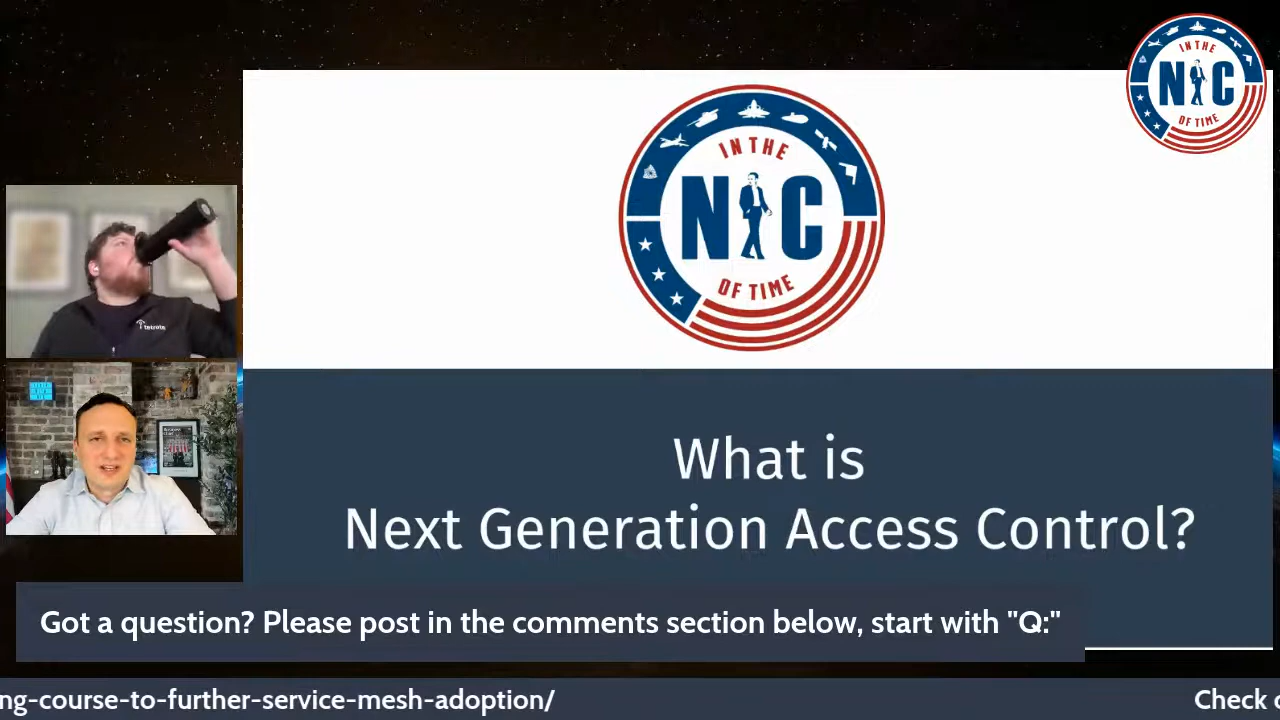 IN THE
NIC
OF TIME
IN THE
NIC
OF TIME
tetrate
What is
Next Generation Access Control?
Got a question? Please post in the comments section below, start with "Q:"
ng-course-to-further-service-mesh-adoption/
Check